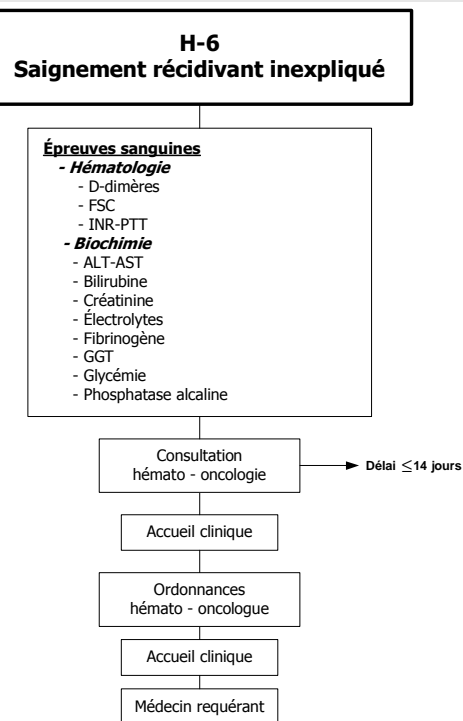 H-6
Saignement récidivant inexpliqué
Épreuves sanguines
- Hématologie
- D-dimères
- FSC
- INR-PTT
- Biochimie
- ALT-AST
- Bilirubine
- Créatinine
- Électrolytes
- Fibrinogène
- GGT
- Glycémie
- Phosphatase alcaline
Consultation
hémato - oncologie
Délai ≤14 jours
Accueil clinique
Ordonnances
hémato - oncologue
Accueil clinique
Médecin requérant